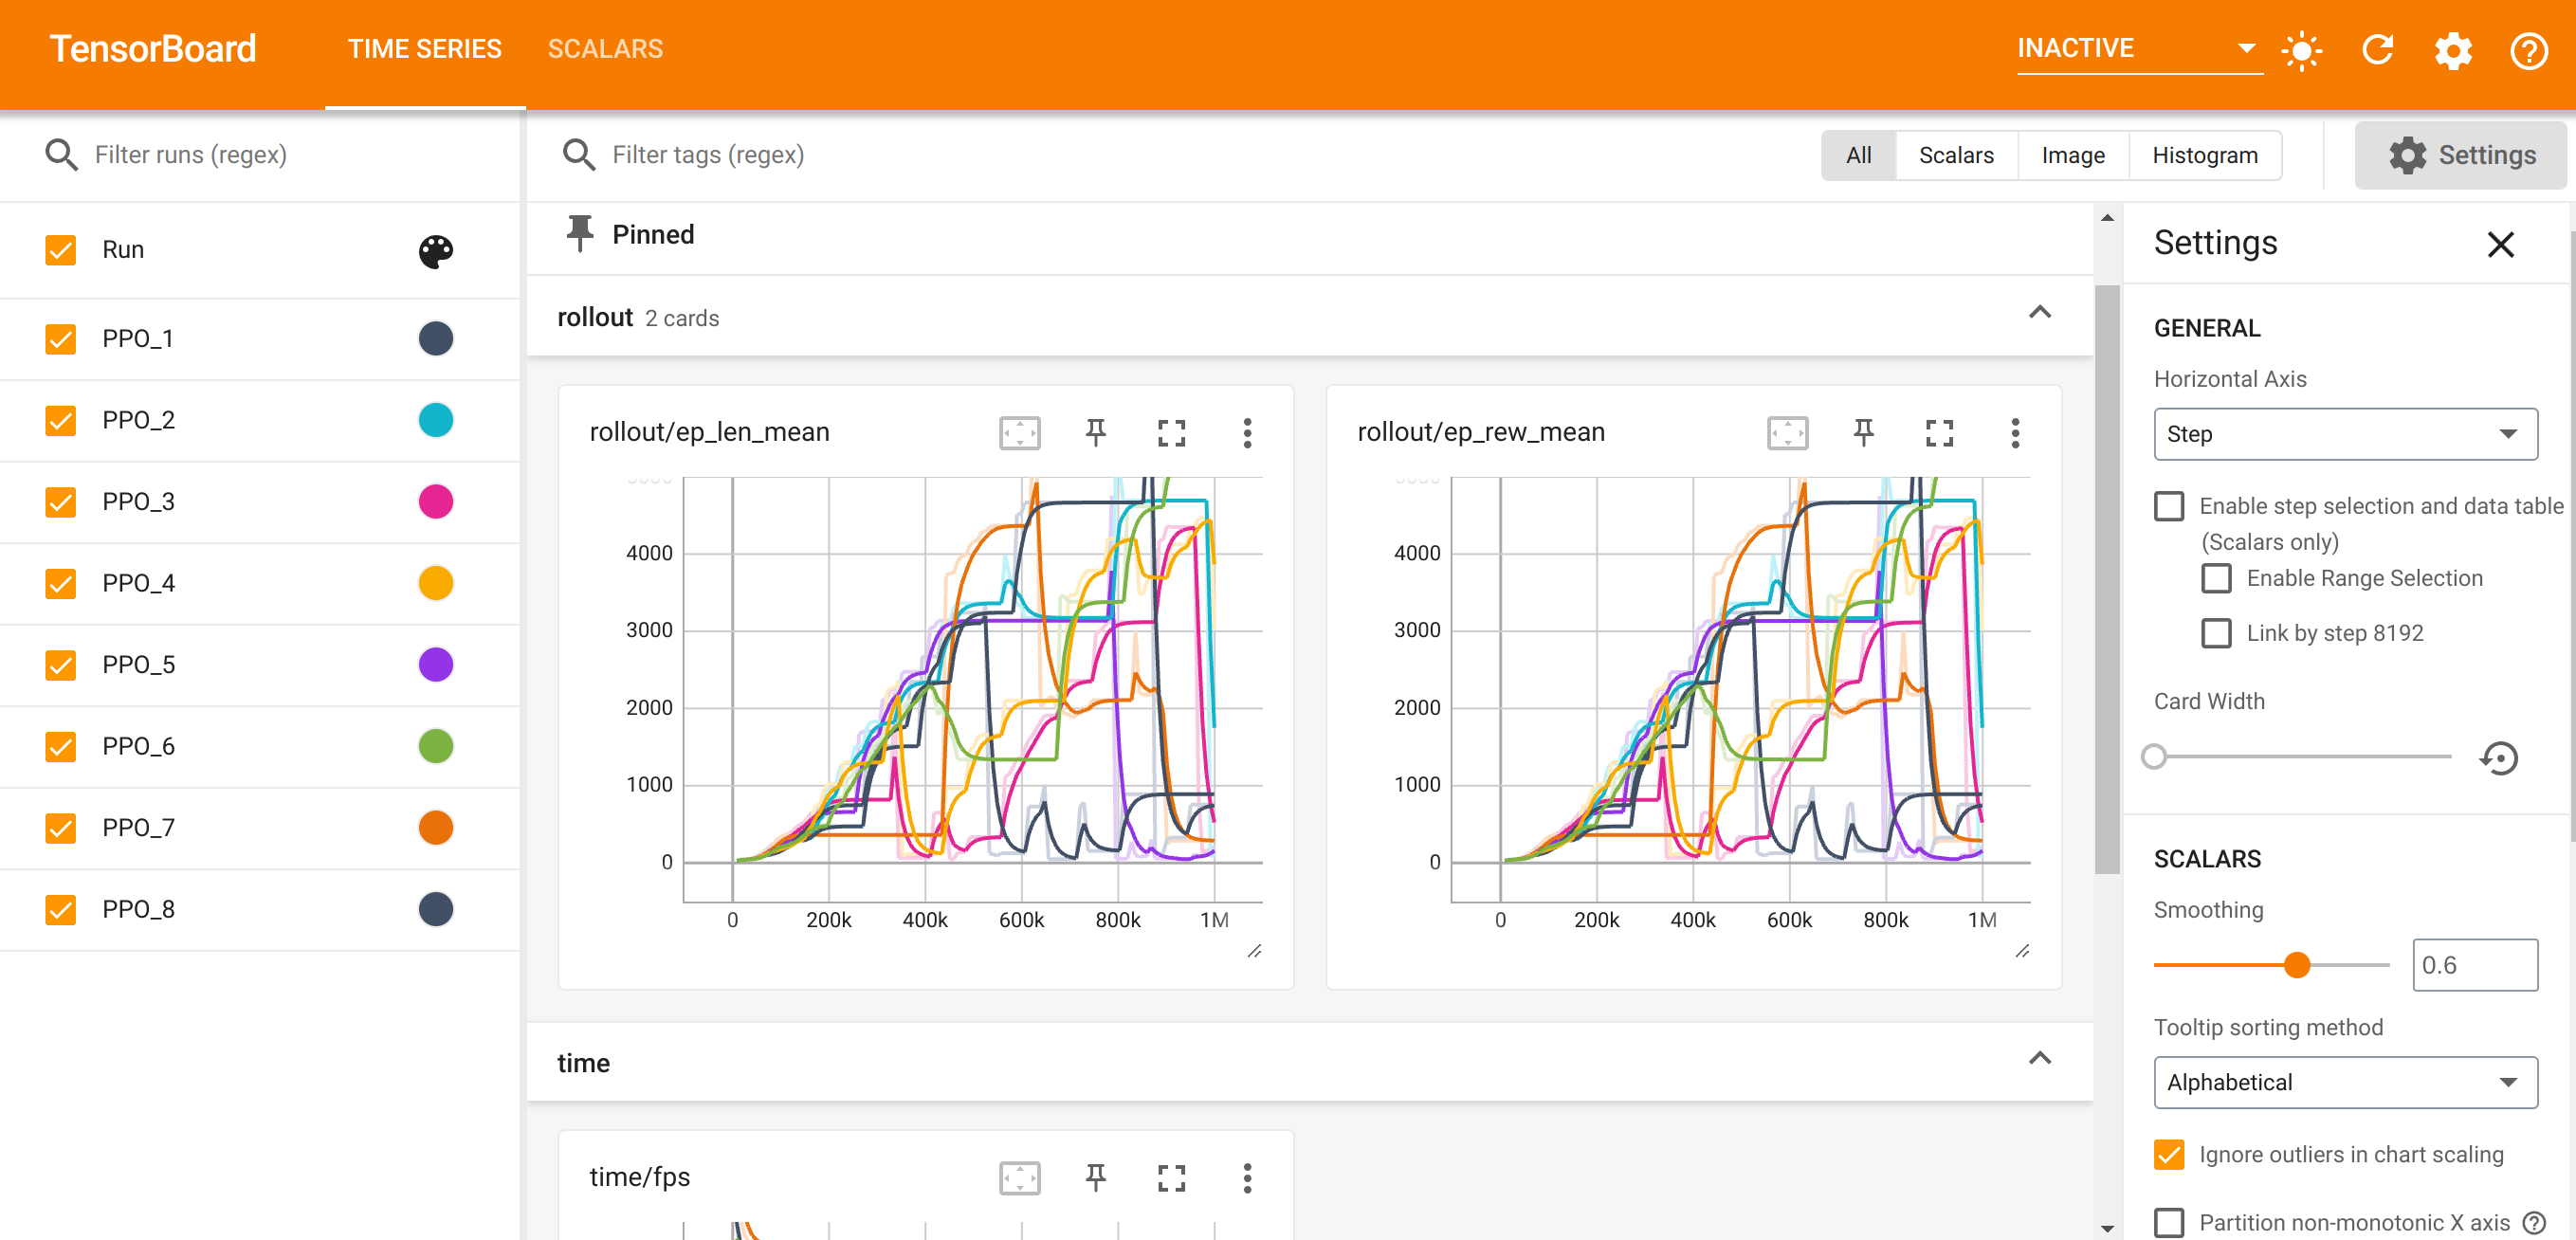 TensorBoard
TIME SERIES
SCALARS
INACTIVE
Filter runs (regex)
Filter tags (regex)
All
Scalars
Image
Histogram
Settings
Run
PPO_1
PPO_2
PPO_3
PPO_4
PPO_5
PPO_6
PPO_7
PPO_8
Pinned
rollout 2 cards
rollout/ep_len_mean
4000
3000
2000
1000
0
0 200k 400k 600k 800k 1M
rollout/ep_rew_mean
4000
3000
2000
1000
0
0 200k 400k 600k 800k 1M
time
time/fps
Settings
GENERAL
Horizontal Axis
Step
Enable step selection and data table
(Scalars only)
Enable Range Selection
Link by step 8192
Card Width
SCALARS
Smoothing
0.6
Tooltip sorting method
Alphabetical
Ignore outliers in chart scaling
Partition non-monotonic X axis